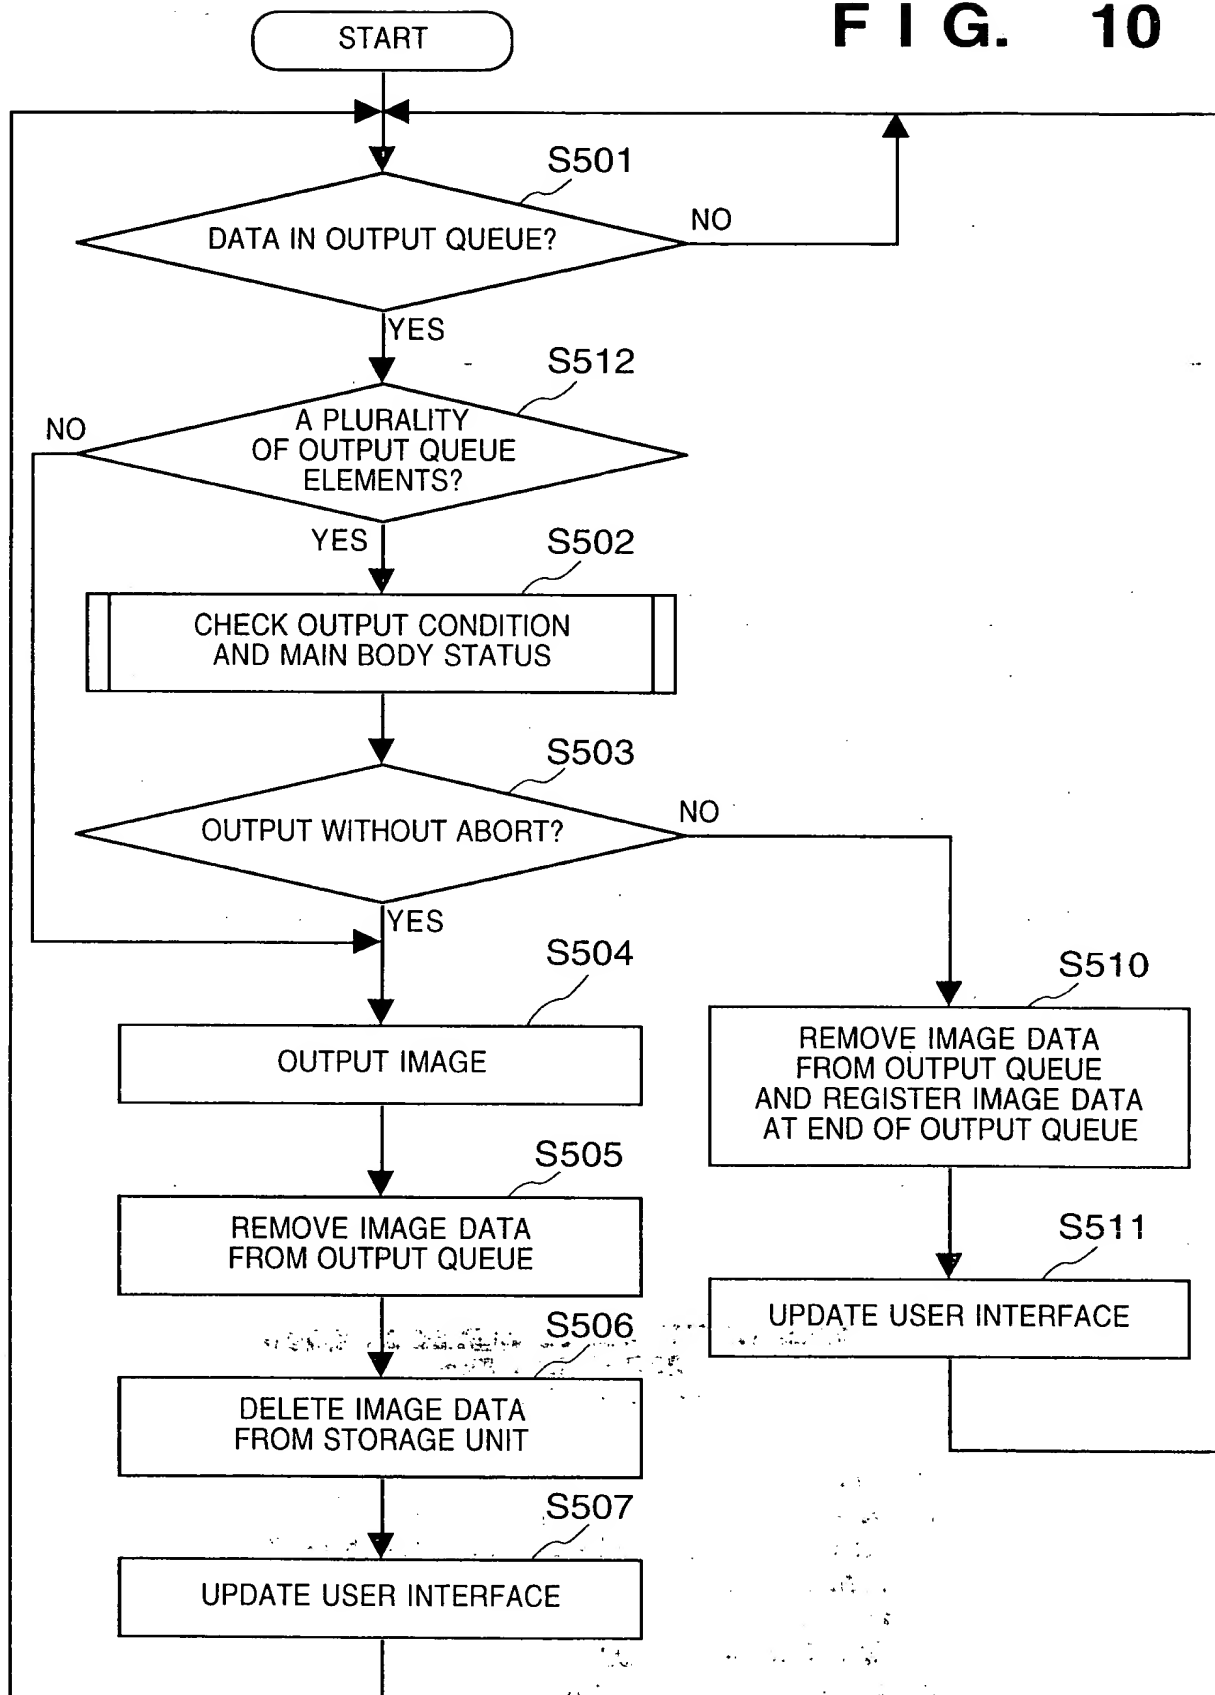 FIG. 10
START
S501
DATA IN OUTPUT QUEUE?
NO
YES
S512
A PLURALITY
OF OUTPUT QUEUE
ELEMENTS?
NO
YES
S502
CHECK OUTPUT CONDITION
AND MAIN BODY STATUS
S503
OUTPUT WITHOUT ABORT?
NO
YES
S504
OUTPUT IMAGE
S510
REMOVE IMAGE DATA
FROM OUTPUT QUEUE
AND REGISTER IMAGE DATA
AT END OF OUTPUT QUEUE
S505
REMOVE IMAGE DATA
FROM OUTPUT QUEUE
S511
UPDATE USER INTERFACE
S506
DELETE IMAGE DATA
FROM STORAGE UNIT
S507
UPDATE USER INTERFACE